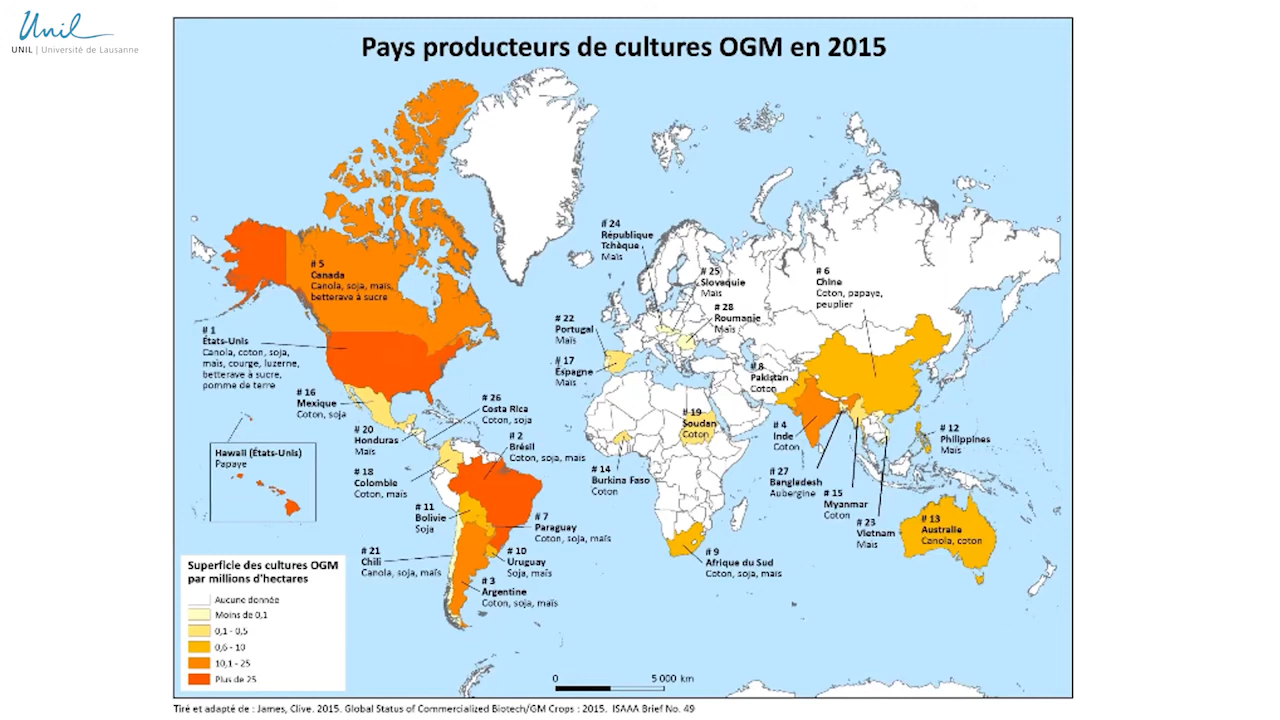 Unil
UNIL | Université de Lausanne
Pays producteurs de cultures OGM en 2015
# 24
République
Tchèque
Maïs
# 25
Slovaquie
Maïs
# 6
Chine
Coton, papaye,
peuplier
# 5
Canada
Canola, soja, maïs,
betterave à sucre
# 28
Roumanie
Maïs
# 22
Portugal
Maïs
# 1
États-Unis
Canola, coton, soja,
maïs, courge, luzerne,
betterave à sucre,
pomme de terre
# 17
Espagne
Maïs
# 8
Pakistan
Coton
# 16
Mexique
Coton, soja
# 26
Costa Rica
Coton, soja
# 19
Soudan
Coton
# 20
Honduras
Maïs
# 2
Brésil
Coton, soja, maïs
# 4
Inde
Coton
# 12
Philippines
Maïs
Hawaii (États-Unis)
Papaye
# 18
Colombie
Coton, maïs
# 14
Burkina Faso
Coton
# 27
Bangladesh
Aubergine
# 15
Myanmar
Coton
# 11
Bolivie
Soja
# 7
Paraguay
Coton, soja, maïs
# 23
Vietnam
Maïs
# 13
Australie
Canola, coton
# 21
Chili
Canola, soja, maïs
# 10
Uruguay
Soja, maïs
# 9
Afrique du Sud
Coton, soja, maïs
# 3
Argentine
Coton, soja, maïs
Superficie des cultures OGM
par millions d'hectares
Aucune donnée
Moins de 0,1
0,1 - 0,5
0,6 - 10
10,1 - 25
Plus de 25
0 5 000 km
Tiré et adapté de : James, Clive. 2015. Global Status of Commercialized Biotech/GM Crops : 2015. ISAAA Brief No. 49